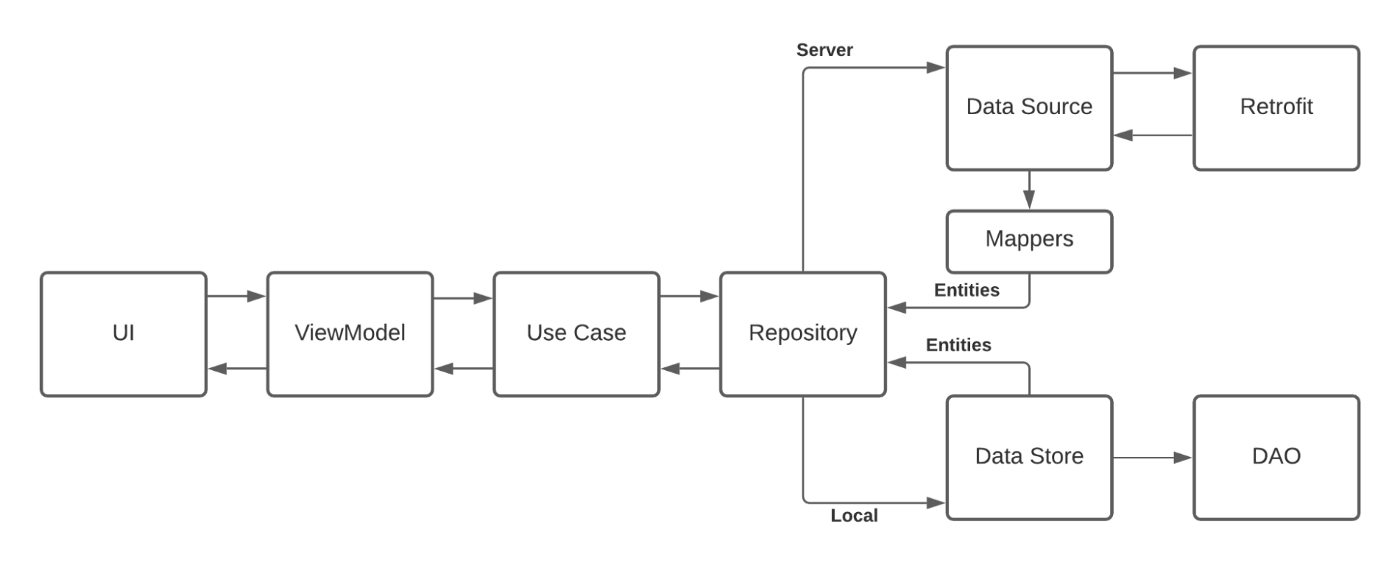 Server
Data Source
Retrofit
Mappers
Entities
UI
ViewModel
Use Case
Repository
Entities
Data Store
DAO
Local